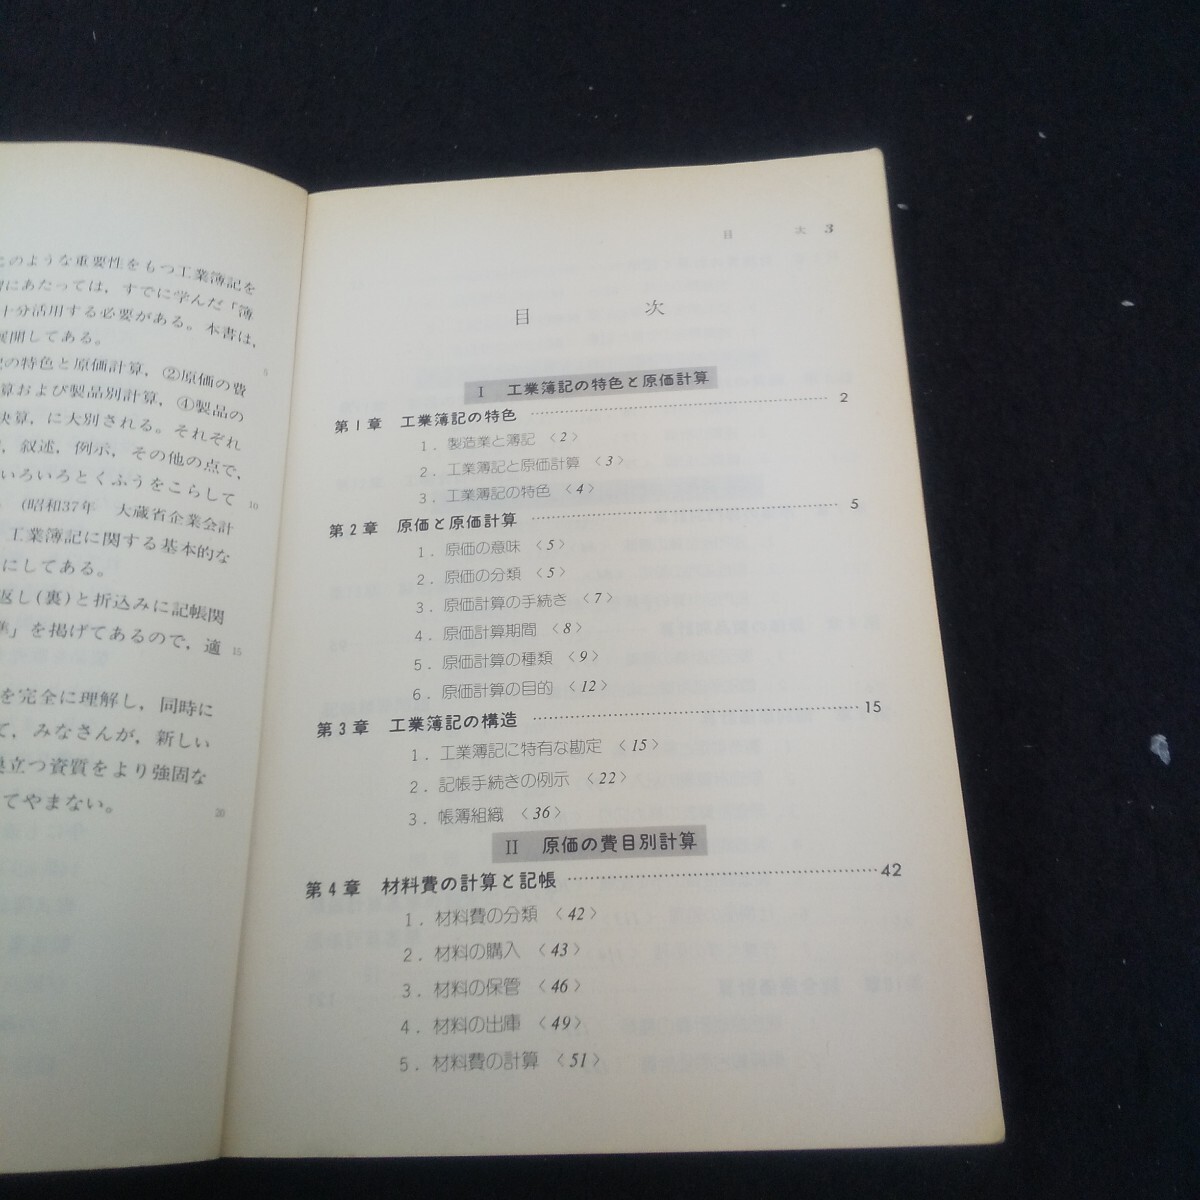 このような重要性をもつ工業簿記を
にあたっては，すでに学んだ「簿
十分活用する必要がある。本書は，
展開してある。
の特色と原価計算，②原価の費 5
算および製品別計算，④製品の
決算，に大別される。それぞれ
，叙述，例示，その他の点で，
いろいろとくふうをこらして 10
（昭和37年　大蔵省企業会計
工業簿記に関する基本的な
にしてある。
返し(裏)と折込みに記帳関
」を掲げてあるので，適 15
を完全に理解し，同時に
て，みなさんが，新しい
立つ資質をより強固な
てやまない。 20
目　次 3
目　次
I　工業簿記の特色と原価計算
第1章　工業簿記の特色 …… 2
1．製造業と簿記 〈2〉
2．工業簿記と原価計算 〈3〉
3．工業簿記の特色 〈4〉
第2章　原価と原価計算 …… 5
1．原価の意味 〈5〉
2．原価の分類 〈5〉
3．原価計算の手続き 〈7〉
4．原価計算期間 〈8〉
5．原価計算の種類 〈9〉
6．原価計算の目的 〈12〉
第3章　工業簿記の構造 …… 15
1．工業簿記に特有な勘定 〈15〉
2．記帳手続きの例示 〈22〉
3．帳簿組織 〈36〉
II　原価の費目別計算
第4章　材料費の計算と記帳 …… 42
1．材料費の分類 〈42〉
2．材料の購入 〈43〉
3．材料の保管 〈46〉
4．材料の出庫 〈49〉
5．材料費の計算 〈51〉